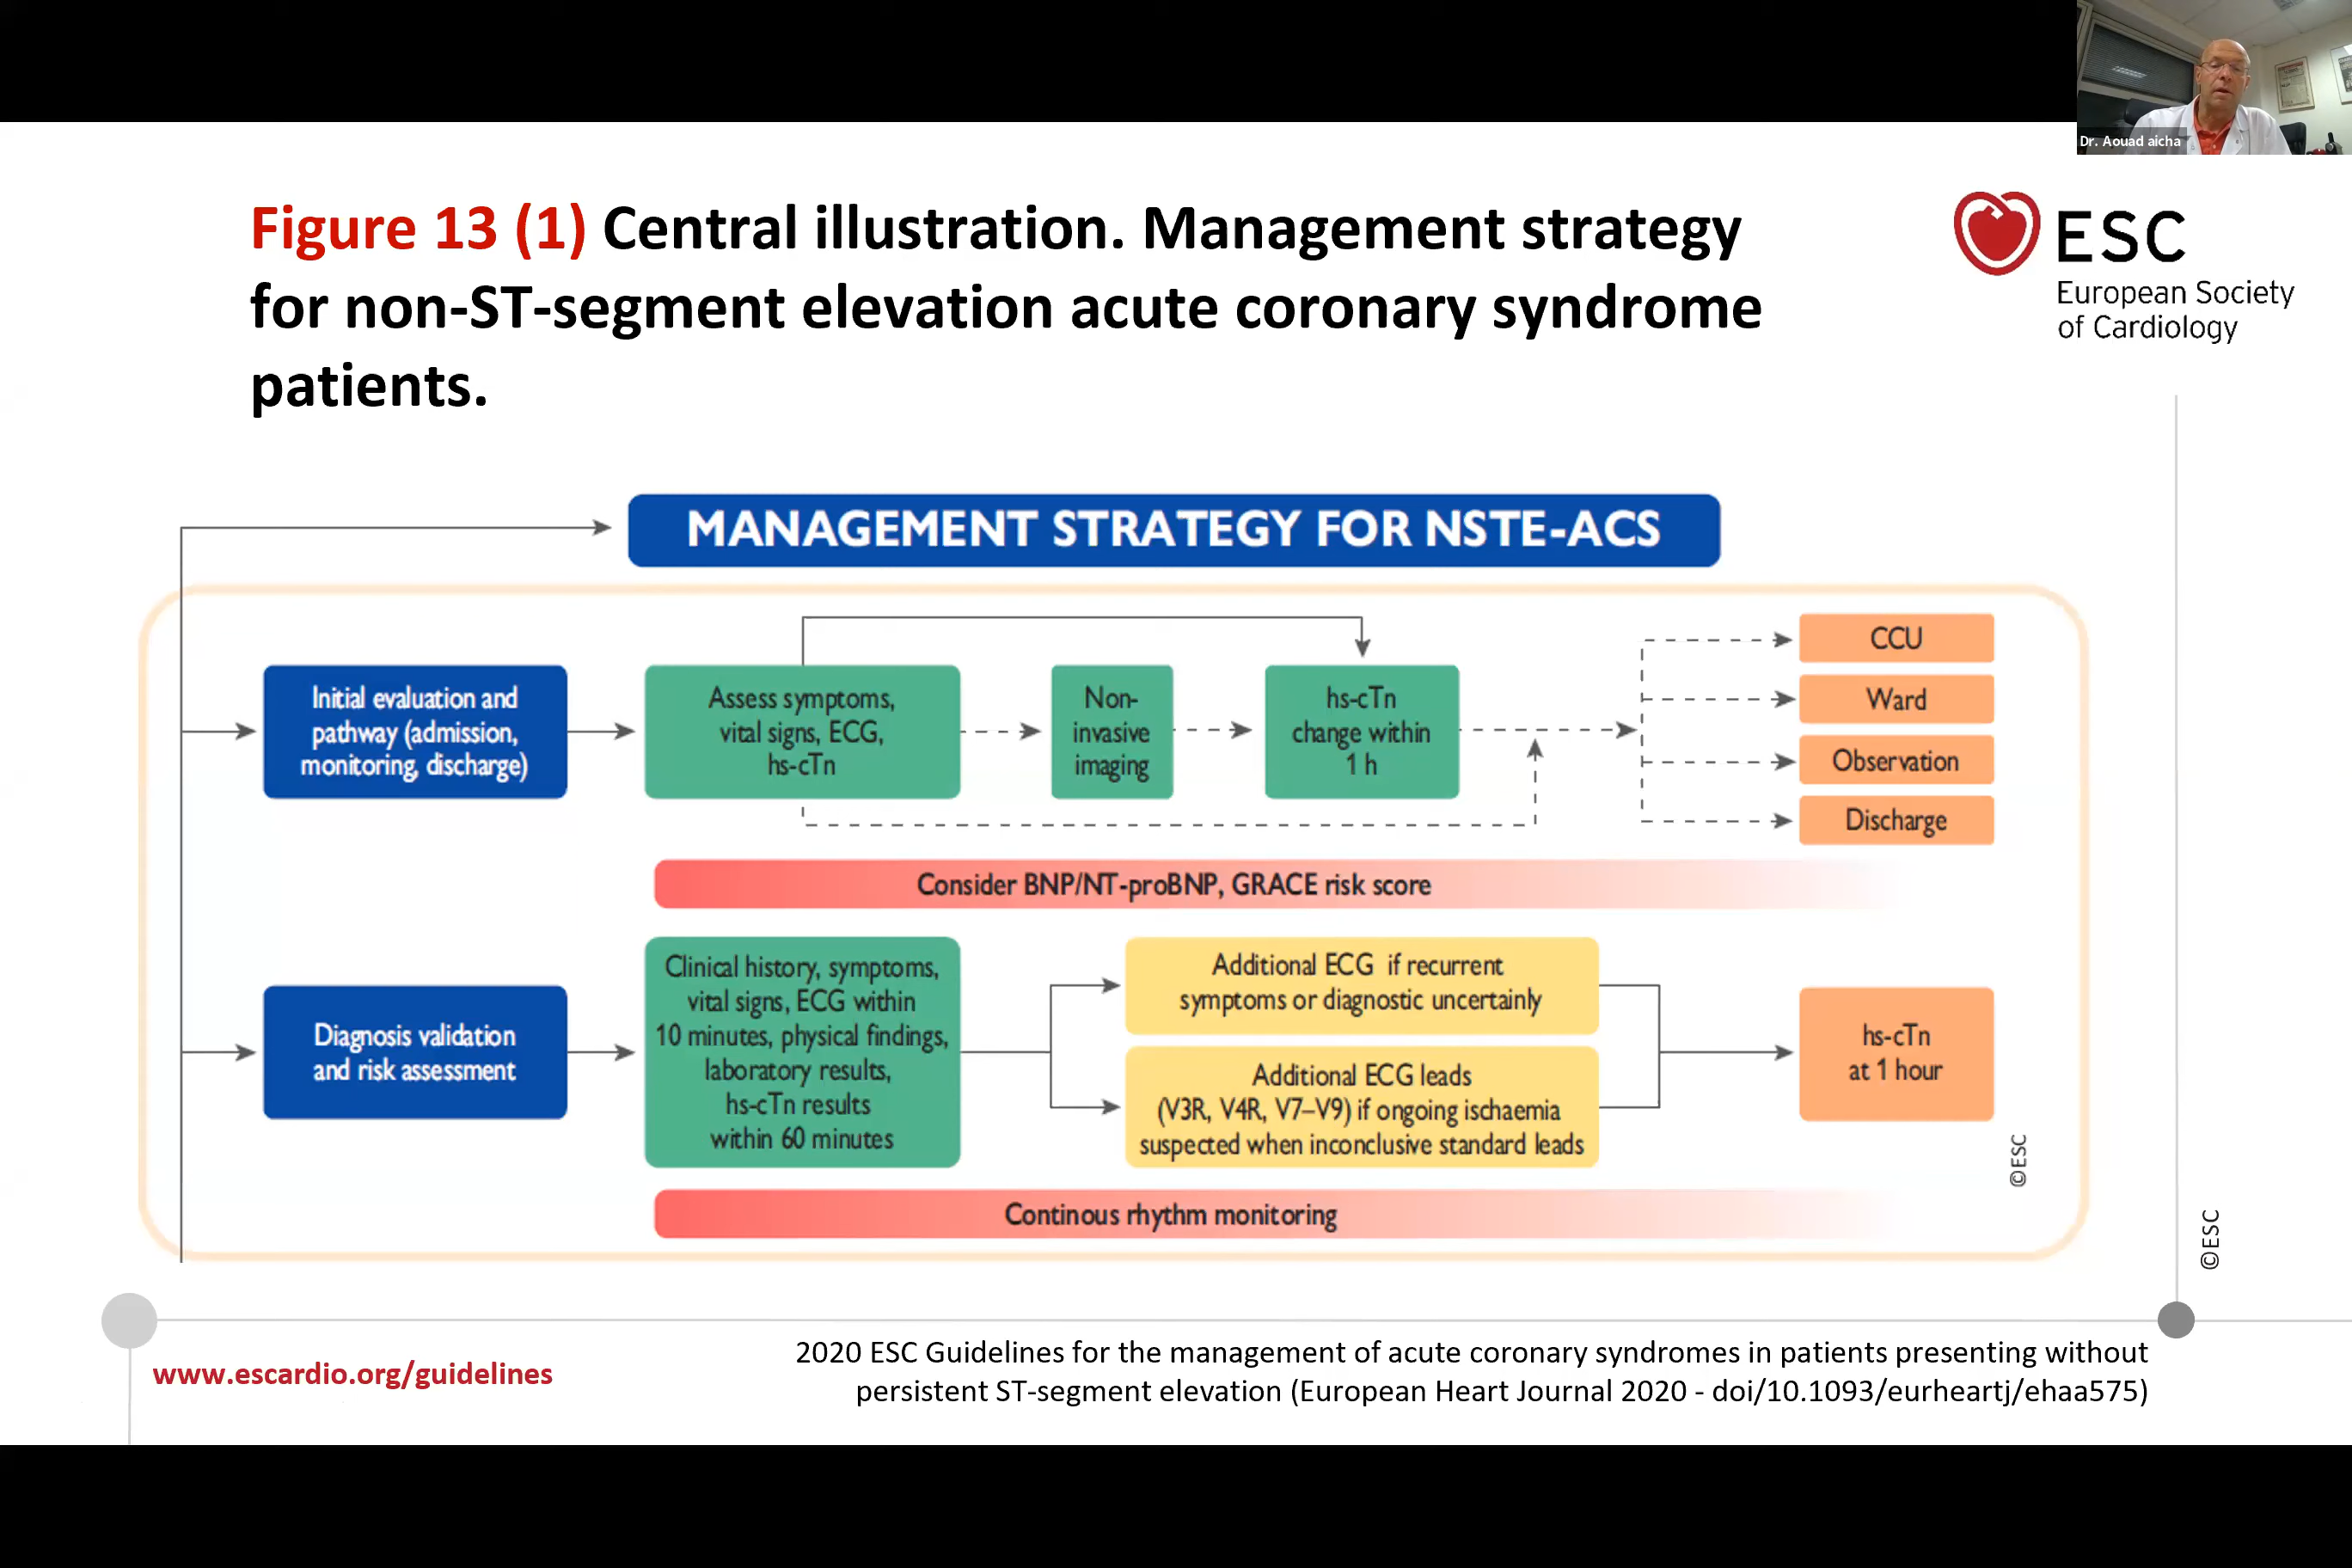 Dr. Aouad aicha
Figure 13 (1) Central illustration. Management strategy
for non-ST-segment elevation acute coronary syndrome
patients.
ESC
European Society
of Cardiology
MANAGEMENT STRATEGY FOR NSTE-ACS
Initial evaluation and
pathway (admission,
monitoring, discharge)
Assess symptoms,
vital signs, ECG,
hs-cTn
Non-
invasive
imaging
hs-cTn
change within
1 h
CCU
Ward
Observation
Discharge
Consider BNP/NT-proBNP, GRACE risk score
Diagnosis validation
and risk assessment
Clinical history, symptoms,
vital signs, ECG within
10 minutes, physical findings,
laboratory results,
hs-cTn results
within 60 minutes
Additional ECG if recurrent
symptoms or diagnostic uncertainly
Additional ECG leads
(V3R, V4R, V7–V9) if ongoing ischaemia
suspected when inconclusive standard leads
hs-cTn
at 1 hour
Continous rhythm monitoring
©ESC
©ESC
www.escardio.org/guidelines
2020 ESC Guidelines for the management of acute coronary syndromes in patients presenting without
persistent ST-segment elevation (European Heart Journal 2020 - doi/10.1093/eurheartj/ehaa575)